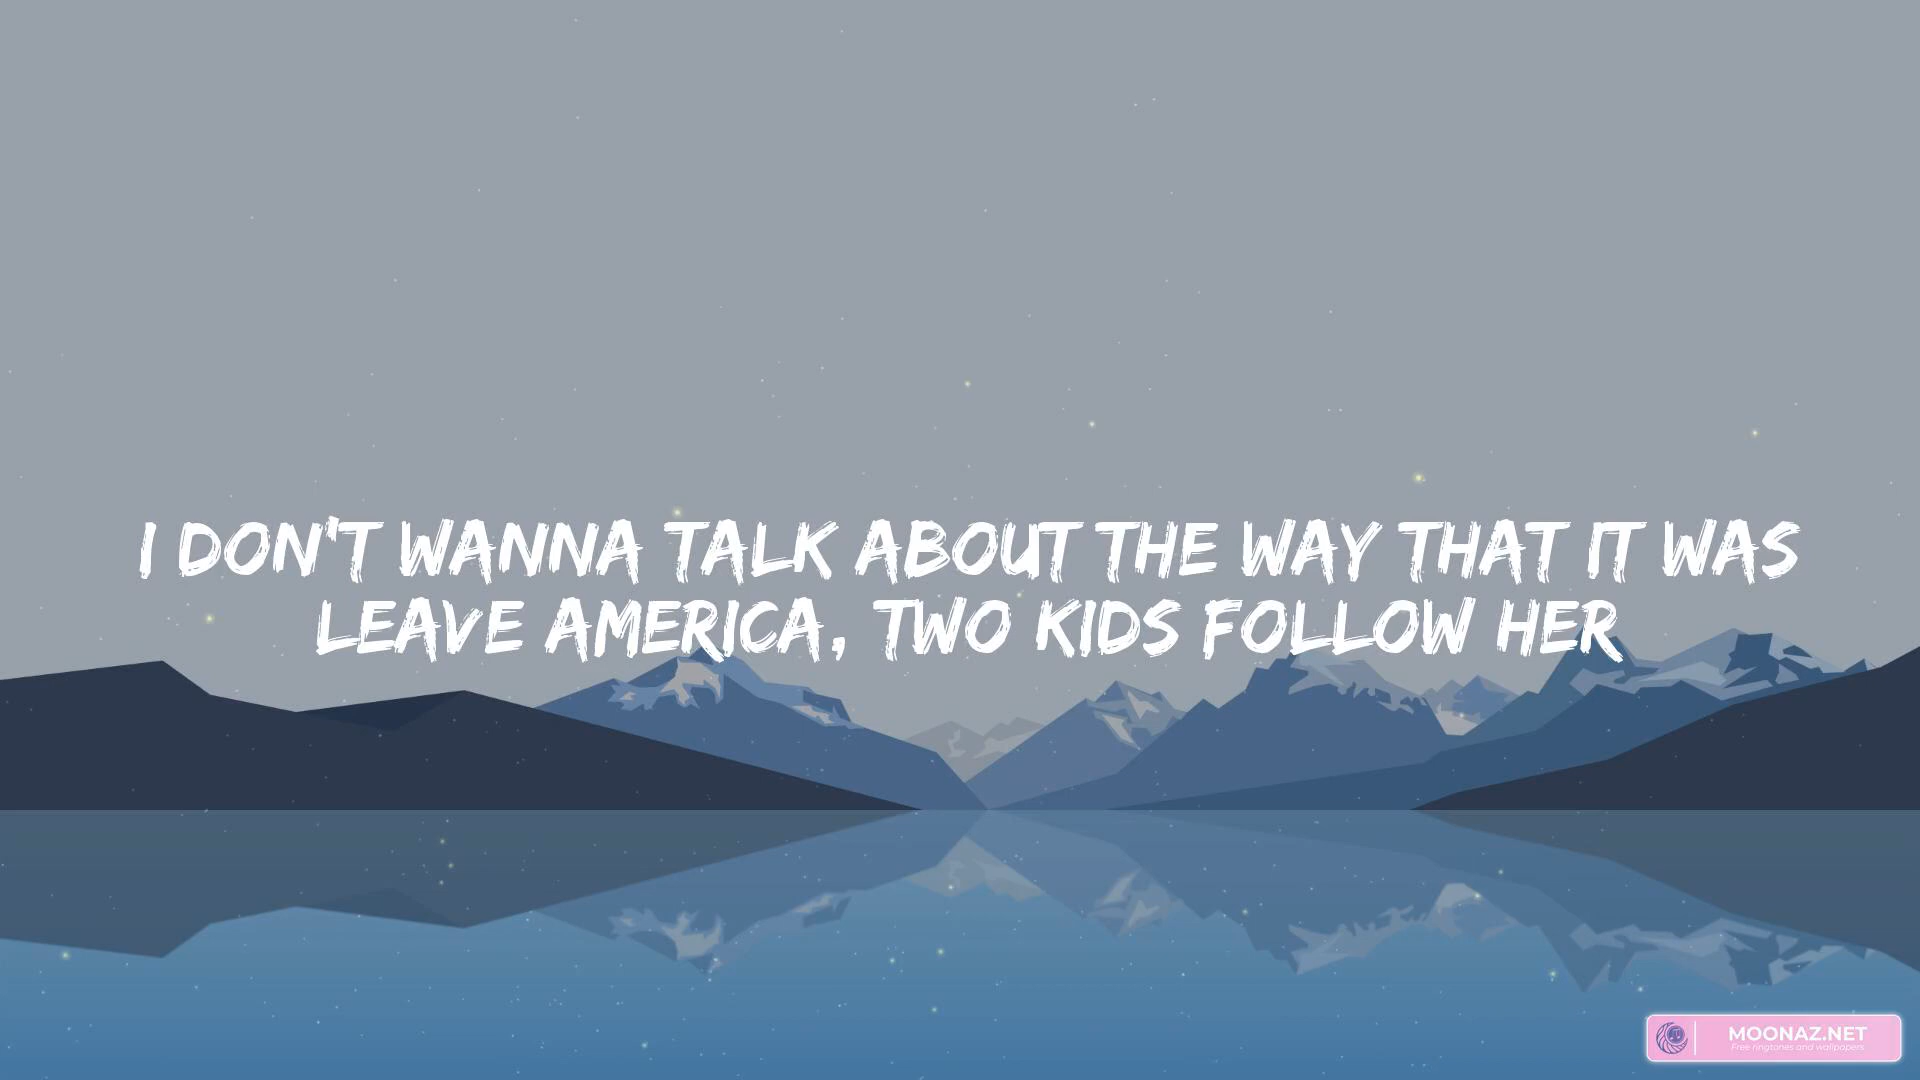 I DON'T WANNA TALK ABOUT THE WAY THAT IT WAS
LEAVE AMERICA, TWO KIDS FOLLOW HER
MOONAZ.NET
Free ringtones and wallpapers